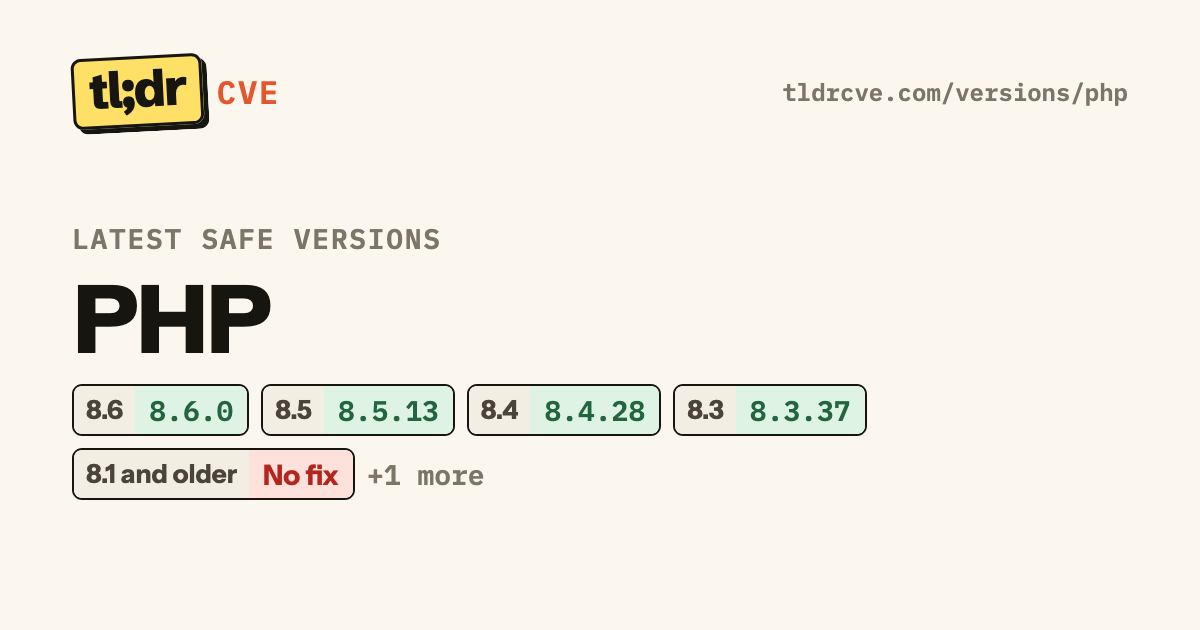 tl;dr CVE
tldrcve.com/versions/php
LATEST SAFE VERSIONS
PHP
8.6 8.6.0 8.5 8.5.13 8.4 8.4.28 8.3 8.3.37
8.1 and older No fix +1 more